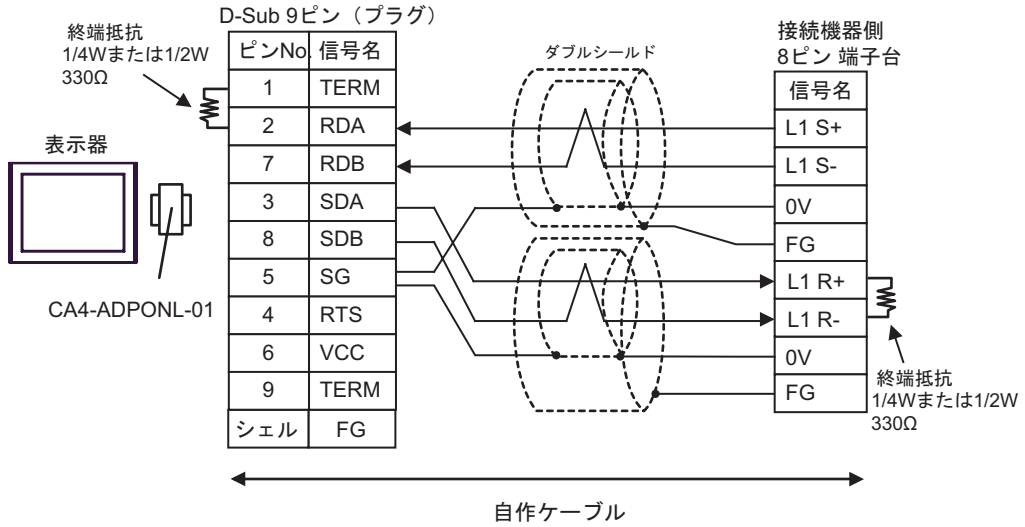 D-Sub 9ピン（プラグ）
終端抵抗
1/4Wまたは1/2W
330Ω
ピンNo. 信号名
1 TERM
2 RDA
7 RDB
3 SDA
8 SDB
5 SG
4 RTS
6 VCC
9 TERM
シェル FG
表示器
CA4-ADPONL-01
ダブルシールド
接続機器側
8ピン 端子台
信号名
L1 S+
L1 S-
0V
FG
L1 R+
L1 R-
0V
FG
終端抵抗
1/4Wまたは1/2W
330Ω
自作ケーブル